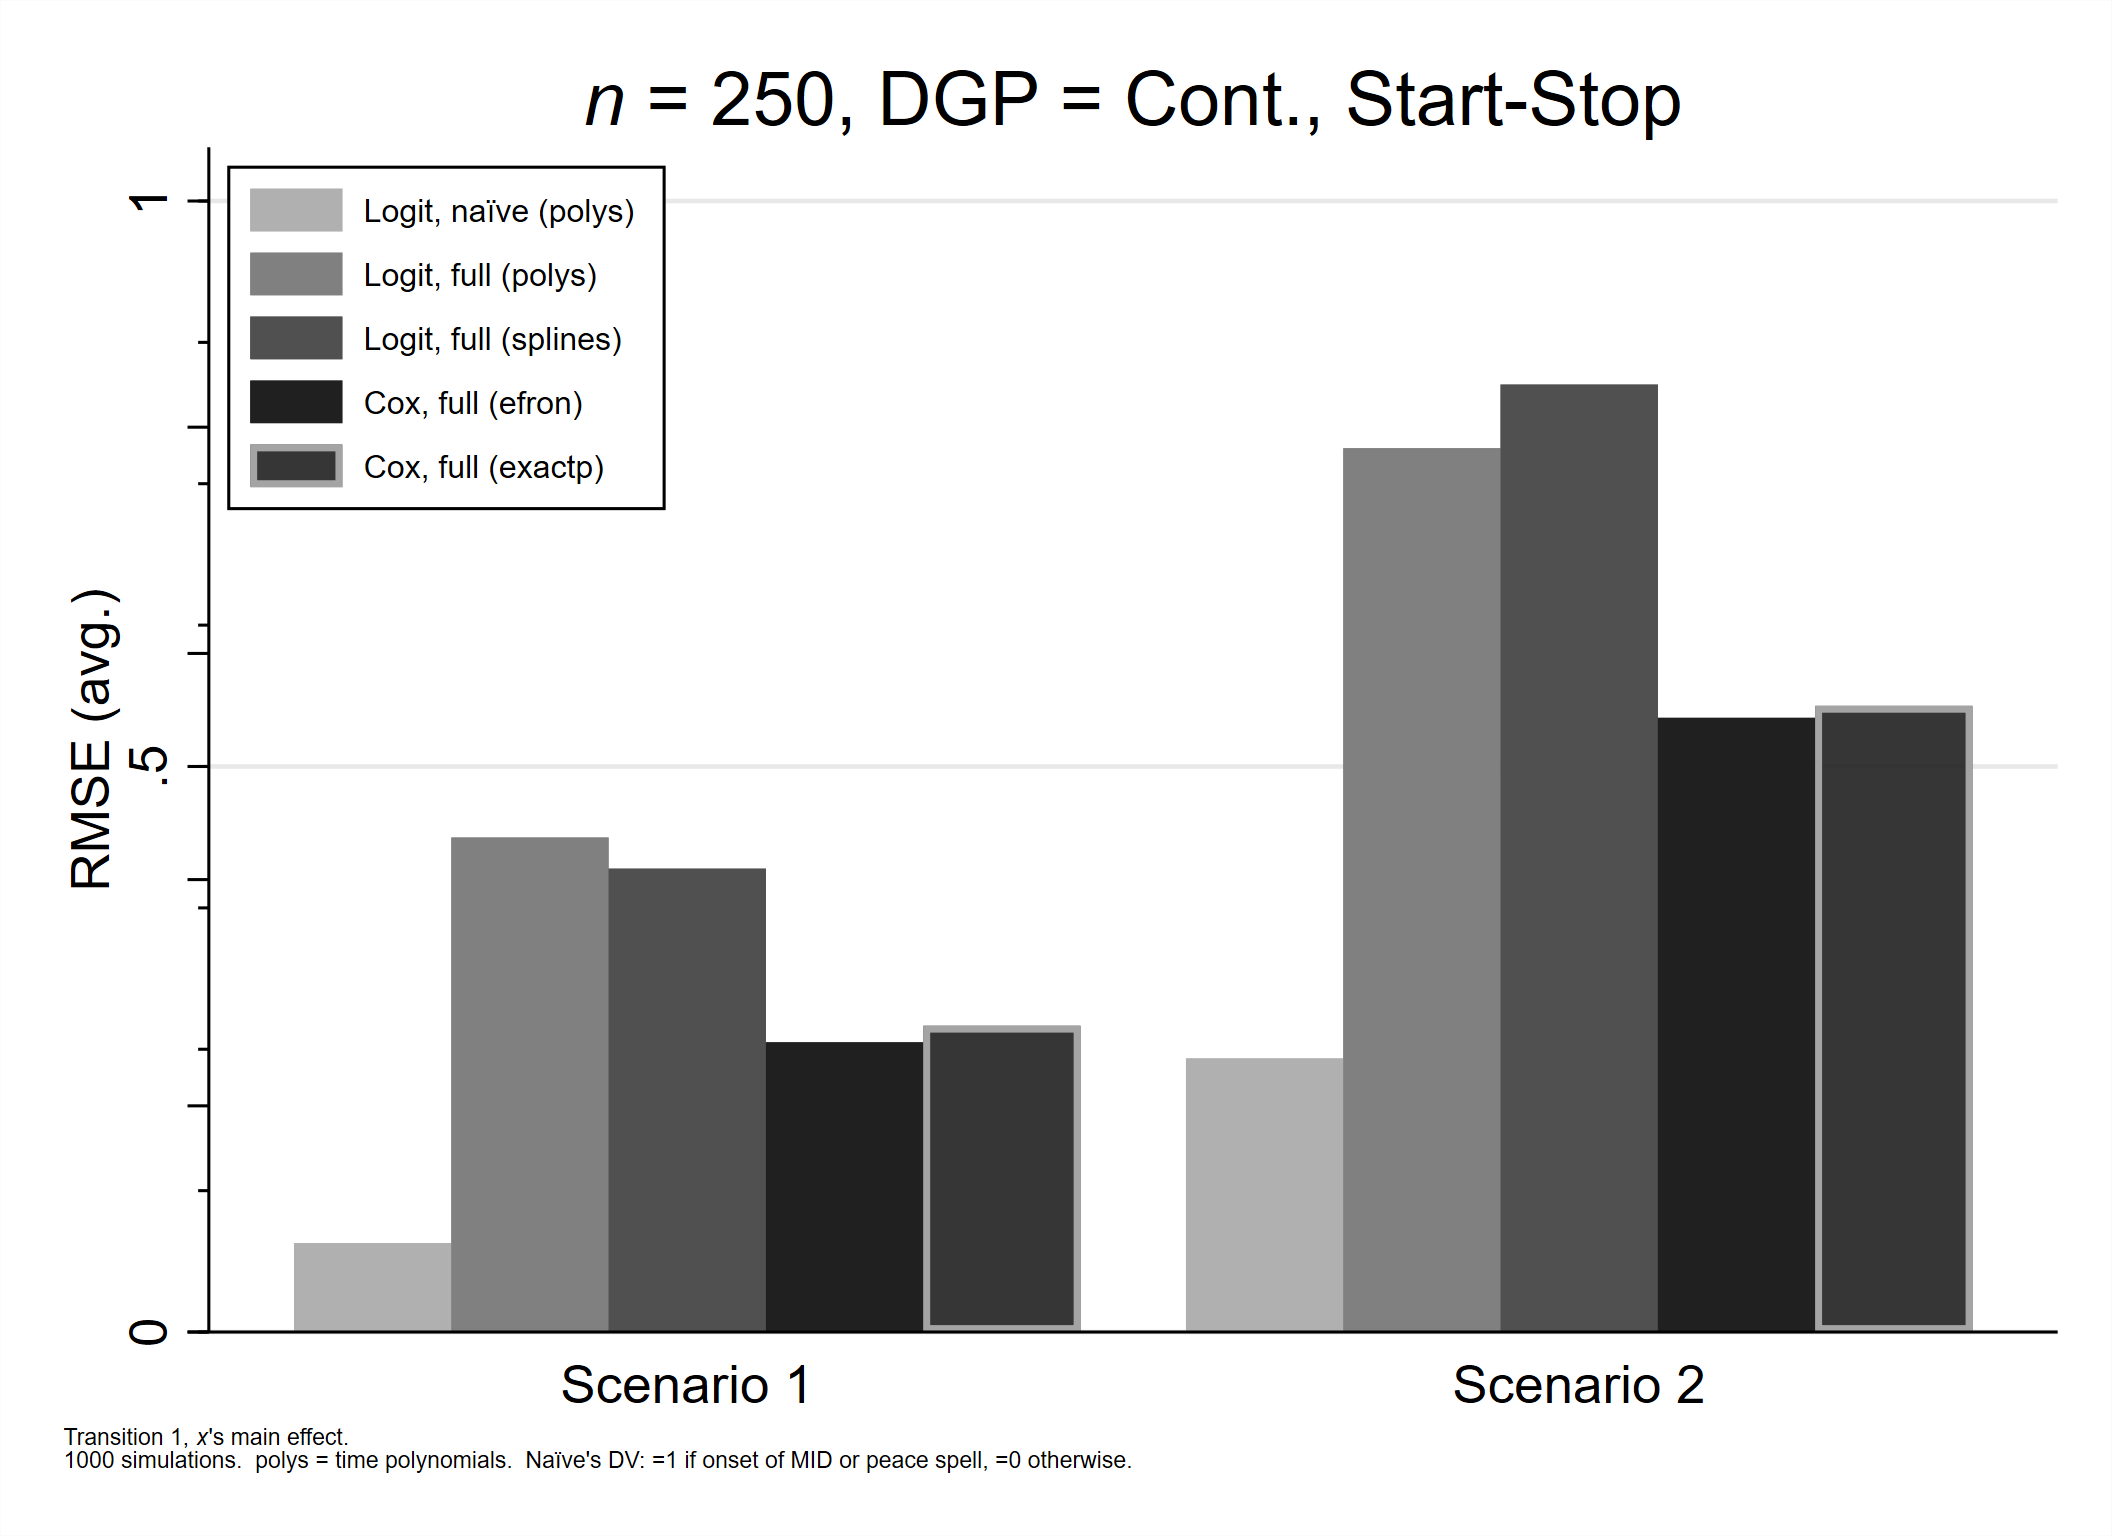 n = 250, DGP = Cont., Start-Stop
Logit, naïve (polys)
Logit, full (polys)
Logit, full (splines)
Cox, full (efron)
Cox, full (exactp)
RMSE (avg.)
1
.5
0
Scenario 1
Scenario 2
Transition 1, x's main effect.
1000 simulations.  polys = time polynomials.  Naïve's DV: =1 if onset of MID or peace spell, =0 otherwise.